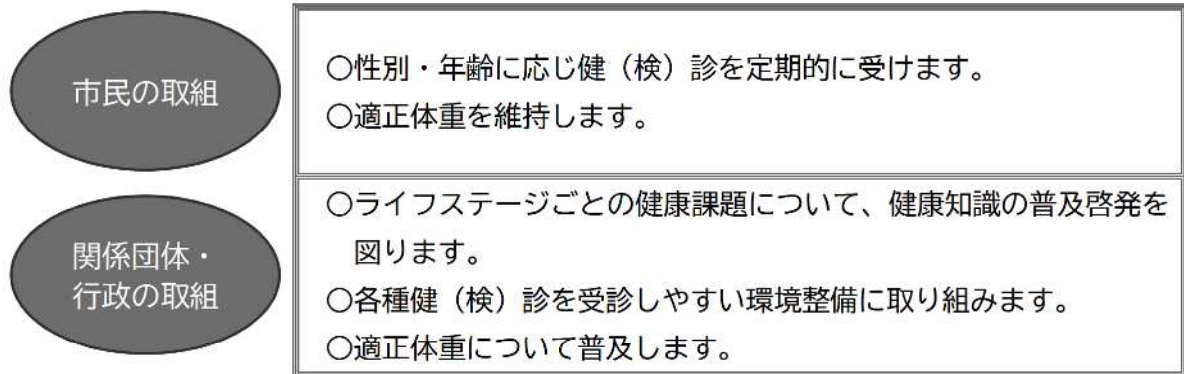 市民の取組
○性別・年齢に応じ健（検）診を定期的に受けます。
○適正体重を維持します。
関係団体・
行政の取組
○ライフステージごとの健康課題について、健康知識の普及啓発を
図ります。
○各種健（検）診を受診しやすい環境整備に取り組みます。
○適正体重について普及します。